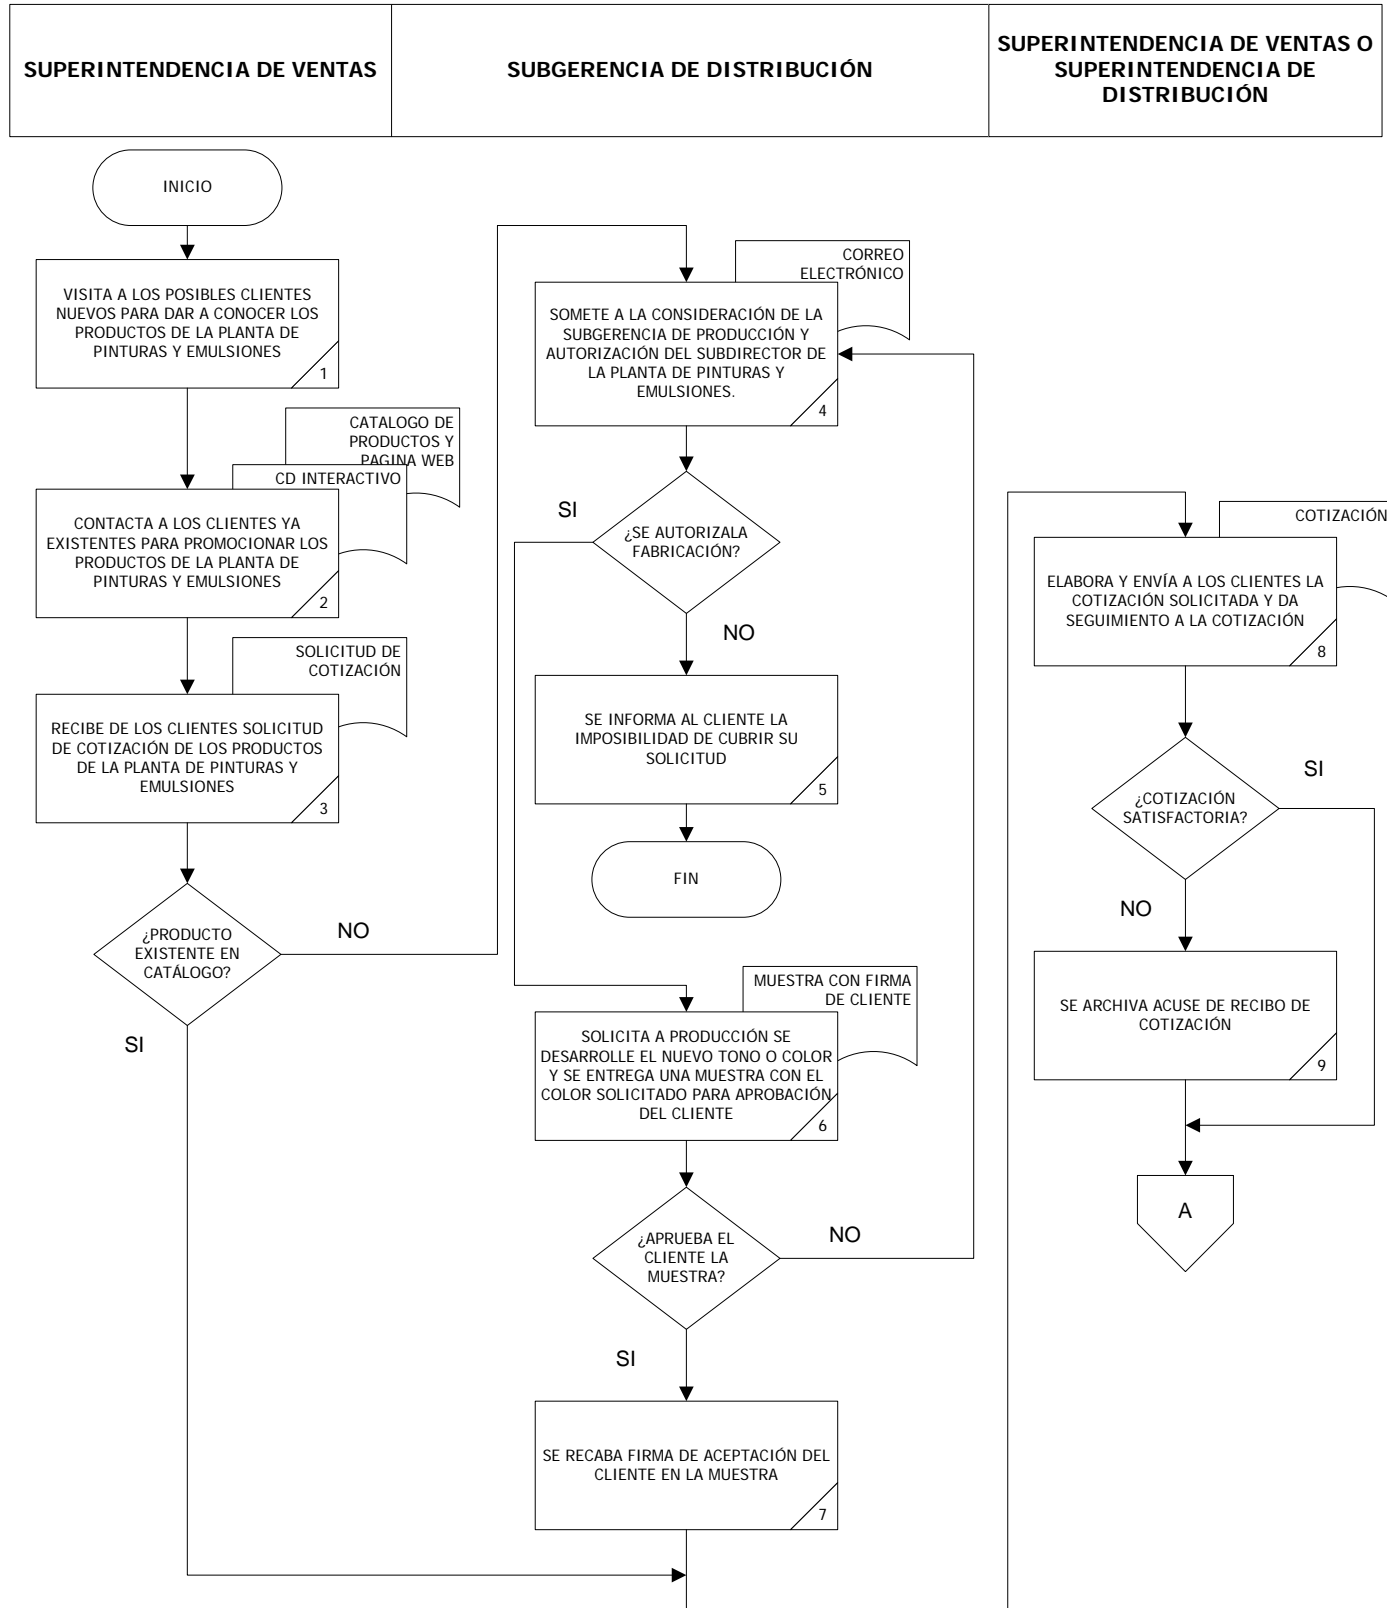 SUPERINTENDENCIA DE VENTAS
SUBGERENCIA DE DISTRIBUCIÓN
SUPERINTENDENCIA DE VENTAS O
SUPERINTENDENCIA DE
DISTRIBUCIÓN
INICIO
VISITA A LOS POSIBLES CLIENTES
NUEVOS PARA DAR A CONOCER LOS
PRODUCTOS DE LA PLANTA DE
PINTURAS Y EMULSIONES
1
CATALOGO DE
PRODUCTOS Y
PAGINA WEB
CD INTERACTIVO
CONTACTA A LOS CLIENTES YA
EXISTENTES PARA PROMOCIONAR LOS
PRODUCTOS DE LA PLANTA DE
PINTURAS Y EMULSIONES
2
SOLICITUD DE
COTIZACIÓN
RECIBE DE LOS CLIENTES SOLICITUD
DE COTIZACIÓN DE LOS PRODUCTOS
DE LA PLANTA DE PINTURAS Y
EMULSIONES
3
¿PRODUCTO
EXISTENTE EN
CATÁLOGO?
NO
SI
CORREO
ELECTRÓNICO
SOMETE A LA CONSIDERACIÓN DE LA
SUBGERENCIA DE PRODUCCIÓN Y
AUTORIZACIÓN DEL SUBDIRECTOR DE
LA PLANTA DE PINTURAS Y
EMULSIONES.
4
SI
¿SE AUTORIZALA
FABRICACIÓN?
NO
SE INFORMA AL CLIENTE LA
IMPOSIBILIDAD DE CUBRIR SU
SOLICITUD
5
FIN
MUESTRA CON FIRMA
DE CLIENTE
SOLICITA A PRODUCCIÓN SE
DESARROLLE EL NUEVO TONO O COLOR
Y SE ENTREGA UNA MUESTRA CON EL
COLOR SOLICITADO PARA APROBACIÓN
DEL CLIENTE
6
¿APRUEBA EL
CLIENTE LA
MUESTRA?
NO
SI
SE RECABA FIRMA DE ACEPTACIÓN DEL
CLIENTE EN LA MUESTRA
7
COTIZACIÓN
ELABORA Y ENVÍA A LOS CLIENTES LA
COTIZACIÓN SOLICITADA Y DA
SEGUIMIENTO A LA COTIZACIÓN
8
SI
¿COTIZACIÓN
SATISFACTORIA?
NO
SE ARCHIVA ACUSE DE RECIBO DE
COTIZACIÓN
9
A